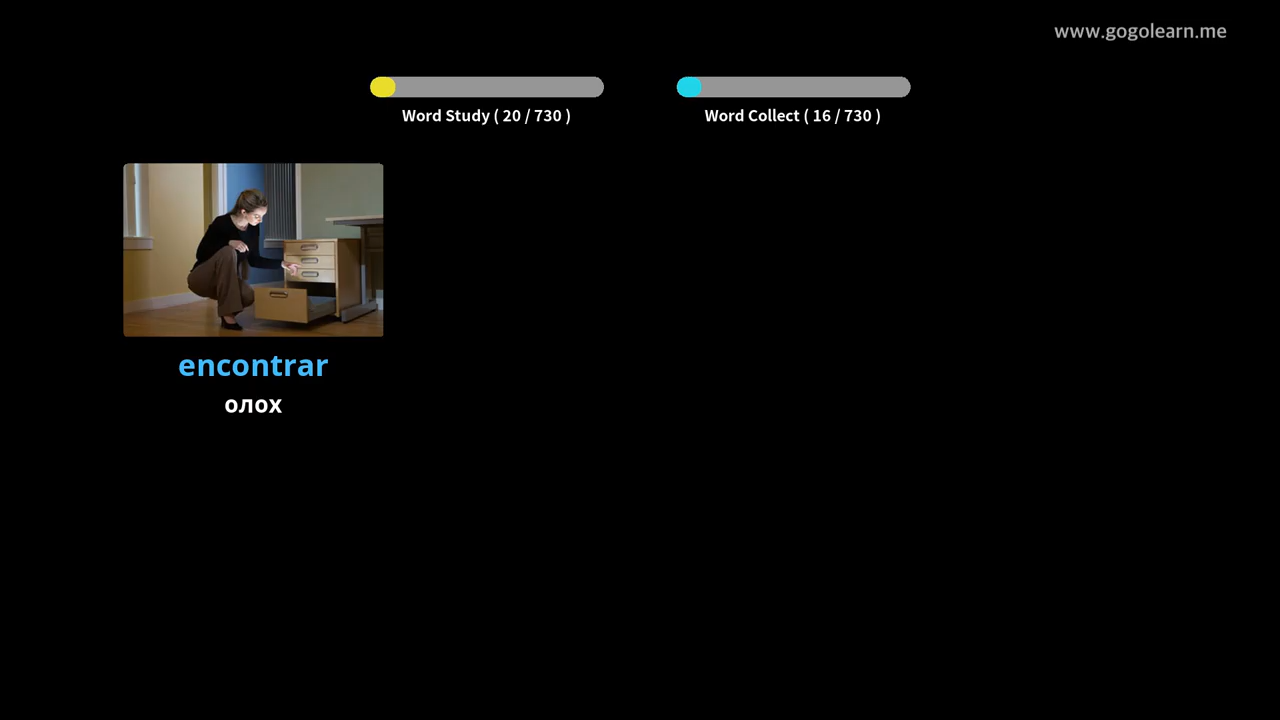 www.gogolearn.me
Word Study ( 20 / 730 )
Word Collect ( 16 / 730 )
encontrar
олох